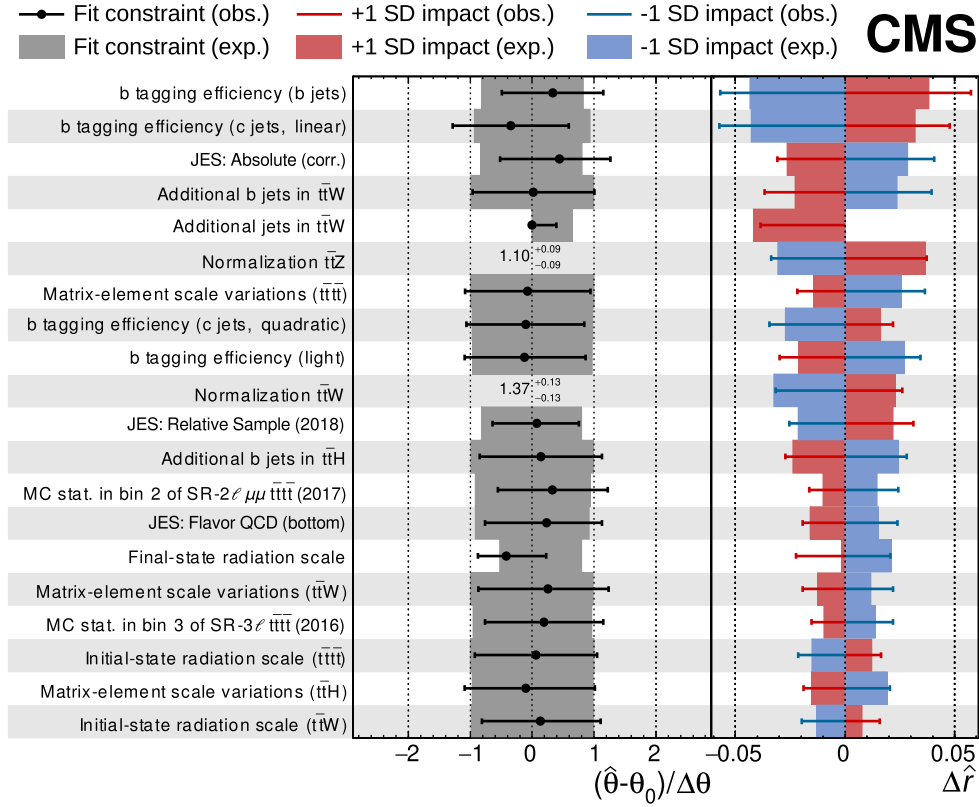 Fit constraint (obs.) +1 SD impact (obs.) -1 SD impact (obs.) CMS
Fit constraint (exp.) +1 SD impact (exp.) -1 SD impact (exp.)
b tagging efficiency (b jets)
b tagging efficiency (c jets, linear)
JES: Absolute (corr.)
Additional b jets in tt̅W
Additional jets in tt̅W
Normalization tt̅Z 1.10 +0.09 −0.09
Matrix-element scale variations (tt̅tt̅)
b tagging efficiency (c jets, quadratic)
b tagging efficiency (light)
Normalization tt̅W 1.37 +0.13 −0.13
JES: Relative Sample (2018)
Additional b jets in tt̅H
MC stat. in bin 2 of SR-2ℓ μμ tt̅tt̅ (2017)
JES: Flavor QCD (bottom)
Final-state radiation scale
Matrix-element scale variations (tt̅W)
MC stat. in bin 3 of SR-3ℓ tt̅tt̅ (2016)
Initial-state radiation scale (tt̅tt̅)
Matrix-element scale variations (tt̅H)
Initial-state radiation scale (tt̅W)
−2 −1 0 1 2 −0.05 0 0.05
(θ̂-θ₀)/Δθ Δr̂